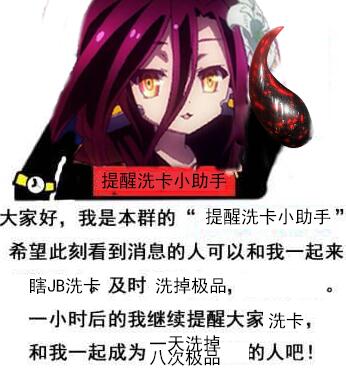 提醒洗卡小助手
大家好，我是本群的“提醒洗卡小助手”
希望此刻看到消息的人可以和我一起来
瞎JB洗卡，及时 洗掉极品，。
一小时后的我继续提醒大家 洗卡，
和我一起成为一天洗掉八次极品的人吧！